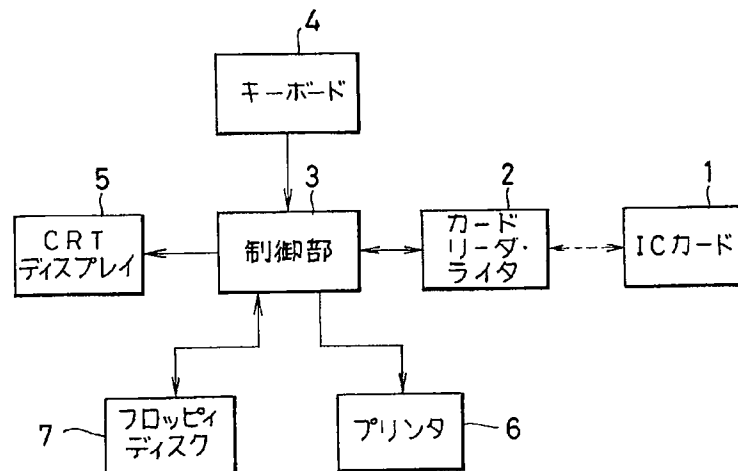 4
キーボード
5
3
2
1
CRT
ディスプレイ
制御部
カード
リーダ・
ライタ
ICカード
7
フロッピィ
ディスク
プリンタ
6